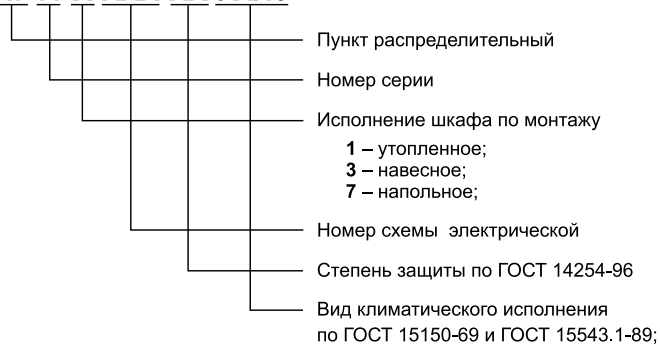 Пункт распределительный
Номер серии
Исполнение шкафа по монтажу
1 – утопленное;
3 – навесное;
7 – напольное;
Номер схемы электрической
Степень защиты по ГОСТ 14254-96
Вид климатического исполнения
по ГОСТ 15150-69 и ГОСТ 15543.1-89;